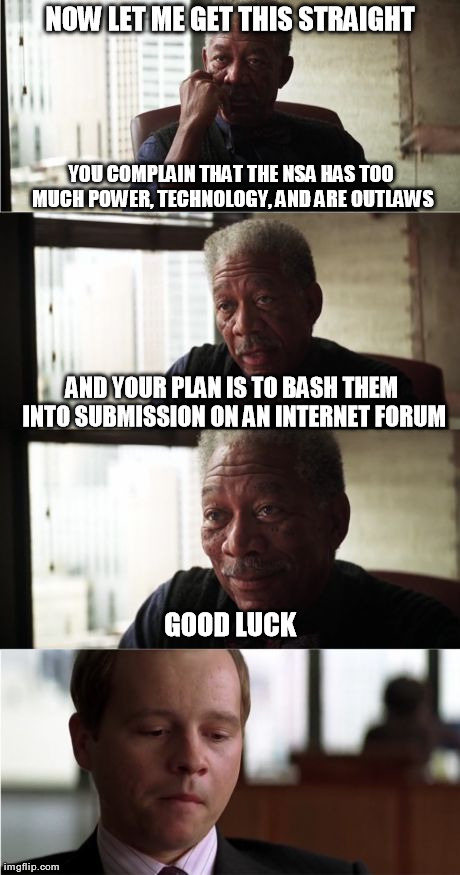 NOW LET ME GET THIS STRAIGHT
YOU COMPLAIN THAT THE NSA HAS TOO
MUCH POWER, TECHNOLOGY, AND ARE OUTLAWS
AND YOUR PLAN IS TO BASH THEM
INTO SUBMISSION ON AN INTERNET FORUM
GOOD LUCK
imgflip.com